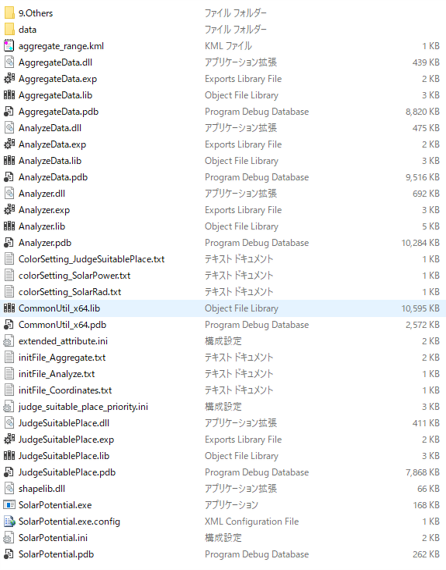 9.Others ファイル フォルダー
data ファイル フォルダー
aggregate_range.kml KML ファイル 1 KB
AggregateData.dll アプリケーション拡張 439 KB
AggregateData.exp Exports Library File 2 KB
AggregateData.lib Object File Library 3 KB
AggregateData.pdb Program Debug Database 8,820 KB
AnalyzeData.dll アプリケーション拡張 475 KB
AnalyzeData.exp Exports Library File 2 KB
AnalyzeData.lib Object File Library 3 KB
AnalyzeData.pdb Program Debug Database 9,516 KB
Analyzer.dll アプリケーション拡張 692 KB
Analyzer.exp Exports Library File 3 KB
Analyzer.lib Object File Library 5 KB
Analyzer.pdb Program Debug Database 10,284 KB
ColorSetting_JudgeSuitablePlace.txt テキスト ドキュメント 1 KB
colorSetting_SolarPower.txt テキスト ドキュメント 1 KB
colorSetting_SolarRad.txt テキスト ドキュメント 1 KB
CommonUtil_x64.lib Object File Library 10,595 KB
CommonUtil_x64.pdb Program Debug Database 2,572 KB
extended_attribute.ini 構成設定 2 KB
initFile_Aggregate.txt テキスト ドキュメント 2 KB
initFile_Analyze.txt テキスト ドキュメント 1 KB
initFile_Coordinates.txt テキスト ドキュメント 1 KB
judge_suitable_place_priority.ini 構成設定 3 KB
JudgeSuitablePlace.dll アプリケーション拡張 411 KB
JudgeSuitablePlace.exp Exports Library File 2 KB
JudgeSuitablePlace.lib Object File Library 3 KB
JudgeSuitablePlace.pdb Program Debug Database 7,868 KB
shapelib.dll アプリケーション拡張 66 KB
SolarPotential.exe アプリケーション 168 KB
SolarPotential.exe.config XML Configuration File 1 KB
SolarPotential.ini 構成設定 2 KB
SolarPotential.pdb Program Debug Database 262 KB